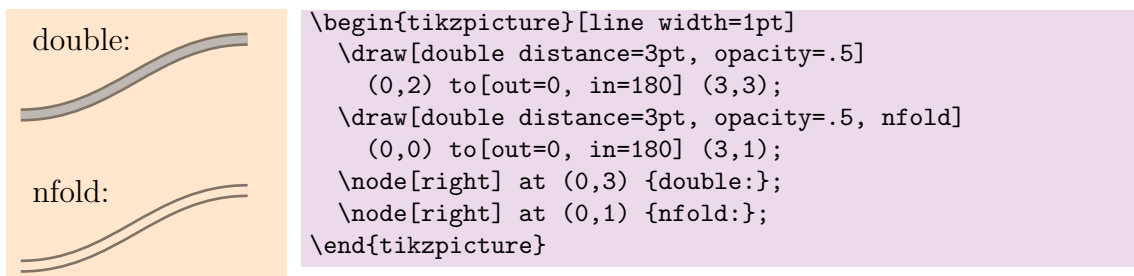 double:
nfold:
\begin{tikzpicture}[line width=1pt]
  \draw[double distance=3pt, opacity=.5]
    (0,2) to[out=0, in=180] (3,3);
  \draw[double distance=3pt, opacity=.5, nfold]
    (0,0) to[out=0, in=180] (3,1);
  \node[right] at (0,3) {double:};
  \node[right] at (0,1) {nfold:};
\end{tikzpicture}